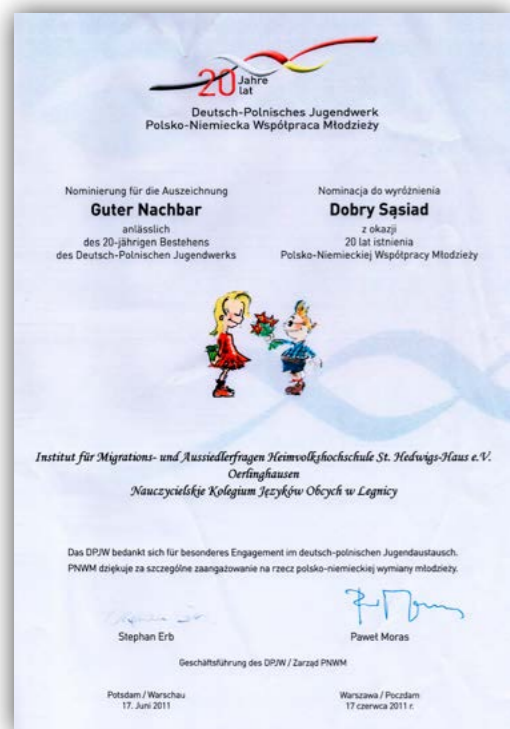 20 Jahre
lat
Deutsch-Polnisches Jugendwerk
Polsko-Niemiecka Współpraca Młodzieży
Nominierung für die Auszeichnung
Guter Nachbar
anlässlich
des 20-jährigen Bestehens
des Deutsch-Polnischen Jugendwerks
Nominacja do wyróżnienia
Dobry Sąsiad
z okazji
20 lat istnienia
Polsko-Niemieckiej Współpracy Młodzieży
Institut für Migrations- und Aussiedlerfragen Heimvolkshochschule St. Hedwigs-Haus e.V.
Oerlinghausen
Nauczycielskie Kolegium Języków Obcych w Legnicy
Das DPJW bedankt sich für besonderes Engagement im deutsch-polnischen Jugendaustausch.
PNWM dziękuje za szczególne zaangażowanie na rzecz polsko-niemieckiej wymiany młodzieży.
Stephan Erb
Paweł Moras
Geschäftsführung des DPJW / Zarząd PNWM
Potsdam / Warschau
17. Juni 2011
Warszawa / Poczdam
17 czerwca 2011 r.